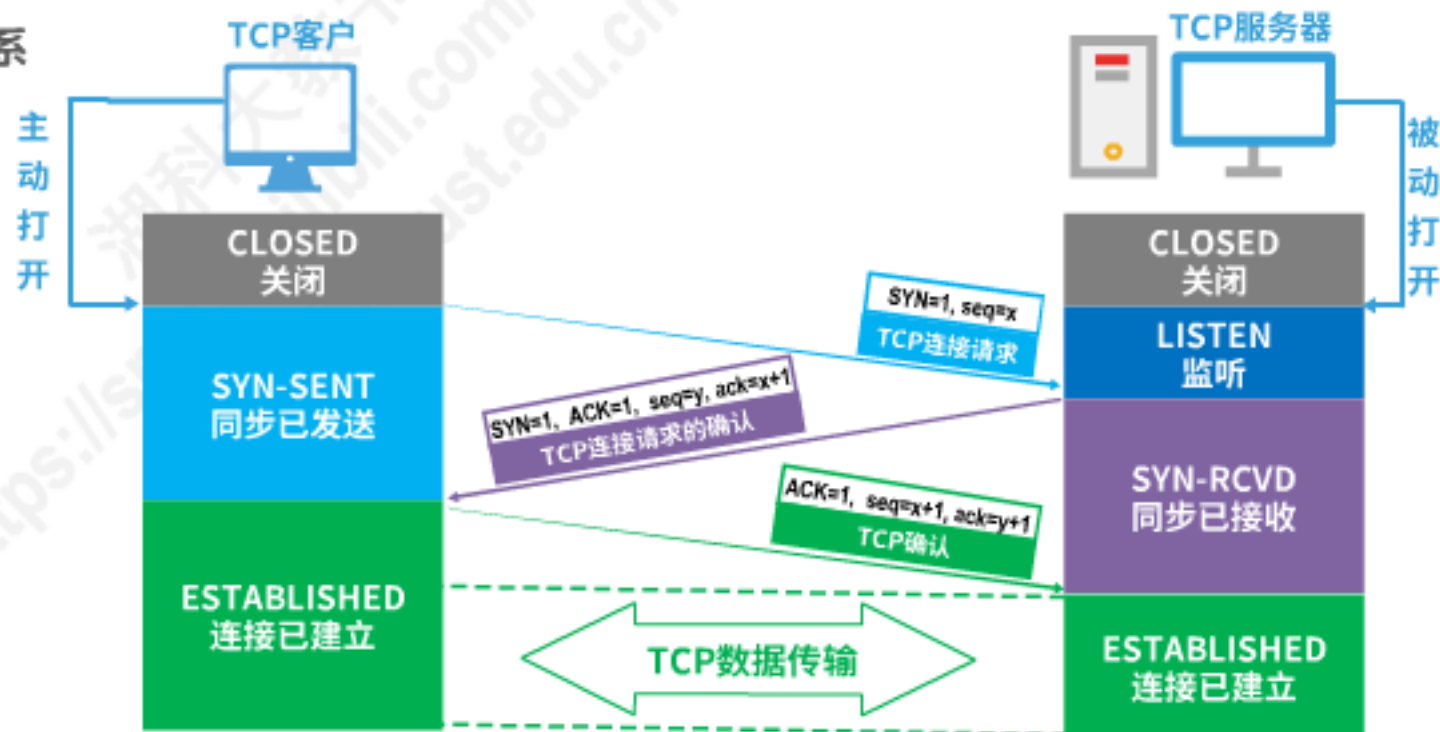 系
TCP客户
TCP服务器
主动打开
被动打开
CLOSED
关闭
CLOSED
关闭
SYN=1, seq=x
TCP连接请求
LISTEN
监听
SYN-SENT
同步已发送
SYN=1, ACK=1, seq=y, ack=x+1
TCP连接请求的确认
SYN-RCVD
同步已接收
ACK=1, seq=x+1, ack=y+1
TCP确认
ESTABLISHED
连接已建立
TCP数据传输
ESTABLISHED
连接已建立